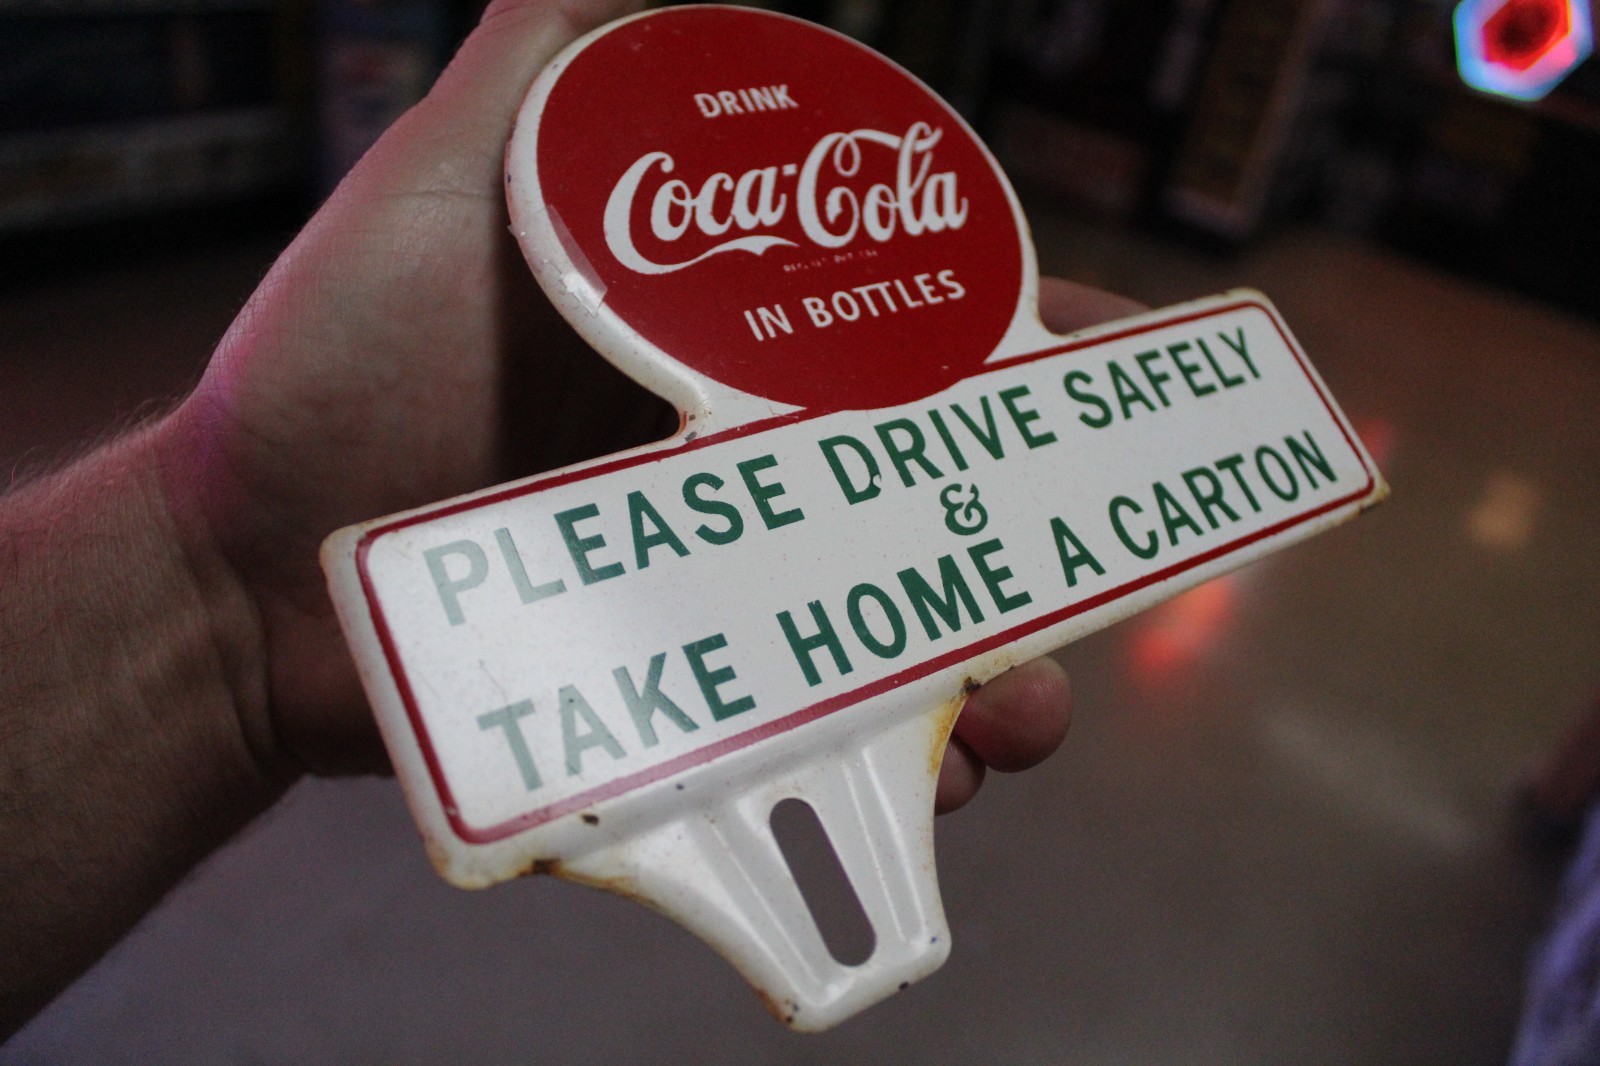 DRINK
Coca-Cola
IN BOTTLES
PLEASE DRIVE SAFELY
&
TAKE HOME A CARTON